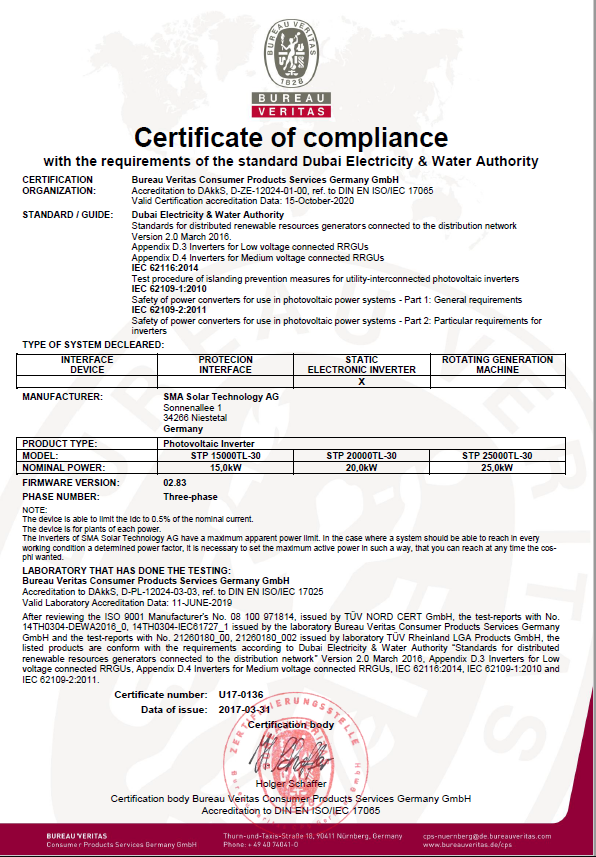 BUREAU VERITAS
1828
BUREAU
VERITAS
Certificate of compliance
with the requirements of the standard Dubai Electricity & Water Authority
CERTIFICATION ORGANIZATION:
Bureau Veritas Consumer Products Services Germany GmbH
Accreditation to DAkkS, D-ZE-12024-01-00, ref. to DIN EN ISO/IEC 17065
Valid Certification accreditation Data: 15-October-2020
STANDARD / GUIDE:
Dubai Electricity & Water Authority
Standards for distributed renewable resources generators connected to the distribution network
Version 2.0 March 2016.
Appendix D.3 Inverters for Low voltage connected RRGUs
Appendix D.4 Inverters for Medium voltage connected RRGUs
IEC 62116:2014
Test procedure of islanding prevention measures for utility-interconnected photovoltaic inverters
IEC 62109-1:2010
Safety of power converters for use in photovoltaic power systems - Part 1: General requirements
IEC 62109-2:2011
Safety of power converters for use in photovoltaic power systems - Part 2: Particular requirements for
inverters
TYPE OF SYSTEM DECLEARED:
INTERFACE DEVICE PROTECION INTERFACE STATIC ELECTRONIC INVERTER ROTATING GENERATION MACHINE
X
MANUFACTURER:
SMA Solar Technology AG
Sonnenallee 1
34266 Niestetal
Germany
PRODUCT TYPE: Photovoltaic Inverter
MODEL: STP 15000TL-30 STP 20000TL-30 STP 25000TL-30
NOMINAL POWER: 15,0kW 20,0kW 25,0kW
FIRMWARE VERSION: 02.83
PHASE NUMBER: Three-phase
NOTE:
The device is able to limit the Idc to 0.5% of the nominal current.
The device is for plants of each power.
The inverters of SMA Solar Technology AG have a maximum apparent power limit. In the case where a system should be able to reach in every
working condition a determined power factor, it is necessary to set the maximum active power in such a way, that you can reach at any time the cos-
phi wanted.
LABORATORY THAT HAS DONE THE TESTING:
Bureau Veritas Consumer Products Services Germany GmbH
Accreditation to DAkkS, D-PL-12024-03-03, ref. to DIN EN ISO/IEC 17025
Valid Laboratory Accreditation Data: 11-JUNE-2019
After reviewing the ISO 9001 Manufacturer's No. 08 100 971814, issued by TÜV NORD CERT GmbH, the test-reports with No.
14TH0304-DEWA2016_0, 14TH0304-IEC61727_1 issued by the laboratory Bureau Veritas Consumer Products Services Germany
GmbH and the test-reports with No. 21260180_00, 21260180_002 issued by laboratory TÜV Rheinland LGA Products GmbH, the
listed products are conform with the requirements according to Dubai Electricity & Water Authority "Standards for distributed
renewable resources generators connected to the distribution network" Version 2.0 March 2016, Appendix D.3 Inverters for Low
voltage connected RRGUs, Appendix D.4 Inverters for Medium voltage connected RRGUs, IEC 62116:2014, IEC 62109-1:2010 and
IEC 62109-2:2011.
Certificate number: U17-0136
Date of issue: 2017-03-31
Certification body
ZERTIFIZIERUNGSSTELLE
Holger Schaffer
Certification body Bureau Veritas Consumer Products Services Germany GmbH
Accreditation to DIN EN ISO/IEC 17065
BUREAU VERITAS
Consumer Products Services Germany GmbH
Thurn-und-Taxis-Straße 18, 90411 Nürnberg, Germany
Phone: + 49 40 74041-0
cps-nuernberg@de.bureauveritas.com
www.bureauveritas.de/cps